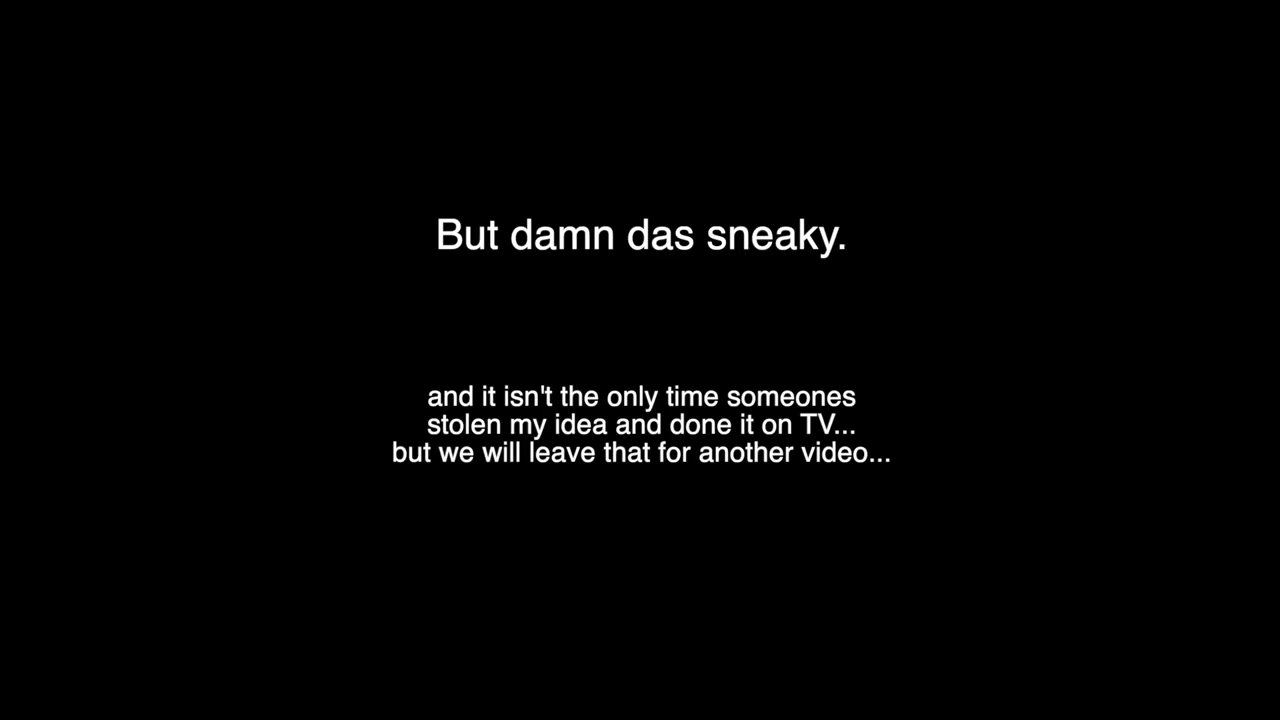 But damn das sneaky.
and it isn't the only time someones
stolen my idea and done it on TV...
but we will leave that for another video...